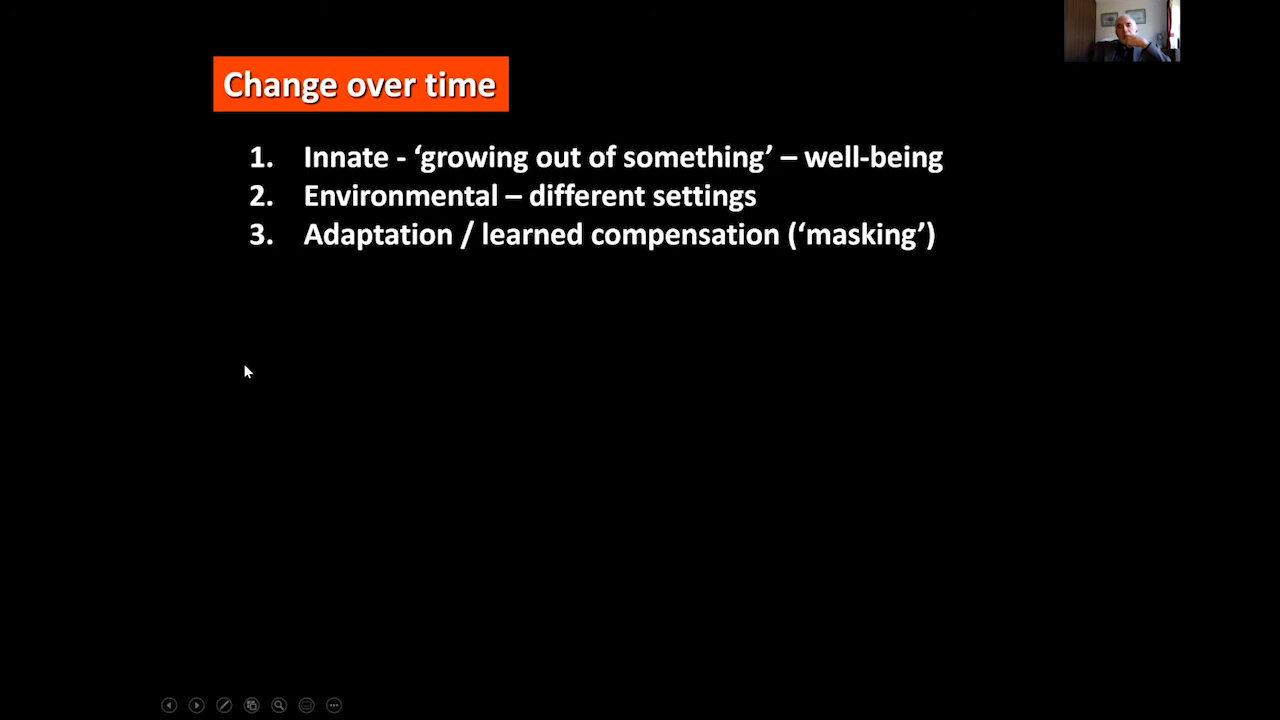 Change over time
1. Innate - ‘growing out of something’ – well-being
2. Environmental – different settings
3. Adaptation / learned compensation (‘masking’)